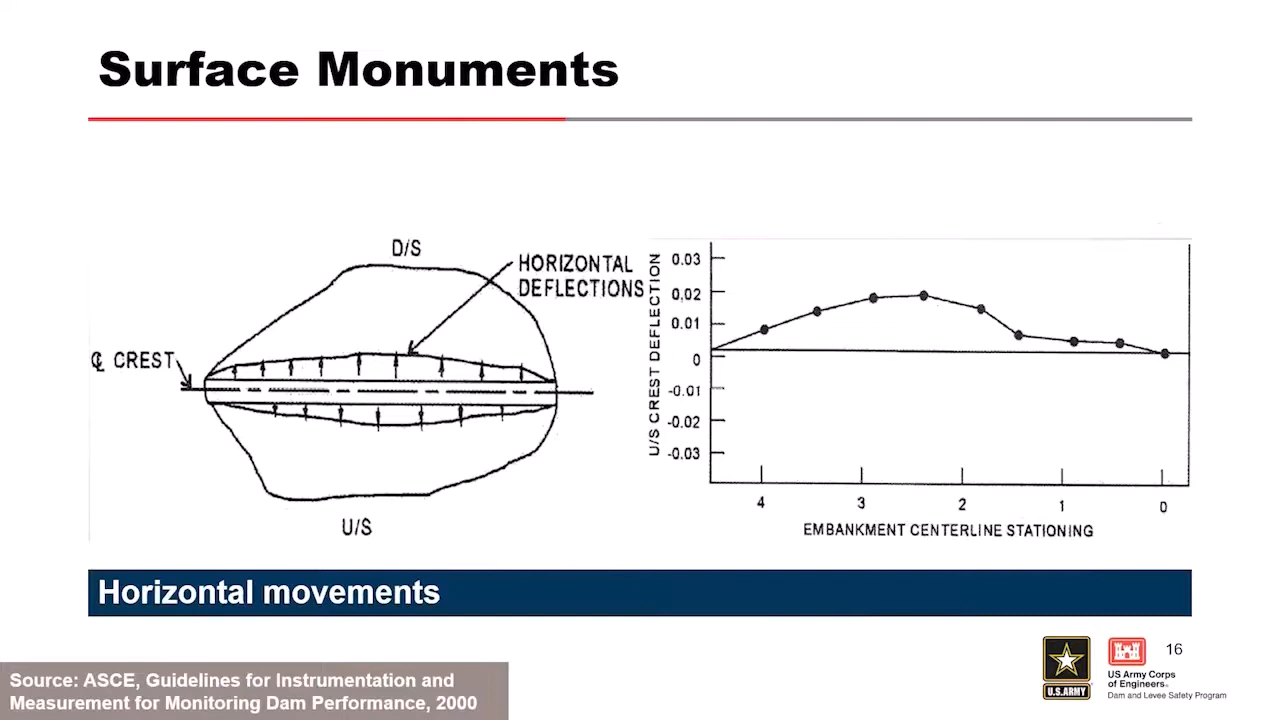 Surface Monuments
D/S
HORIZONTAL
DEFLECTIONS
℄ CREST
U/S
U/S CREST DEFLECTION
0.03
0.02
0.01
0
-0.01
-0.02
-0.03
4 3 2 1 0
EMBANKMENT CENTERLINE STATIONING
Horizontal movements
16
U.S.ARMY
US Army Corps
of Engineers®
Dam and Levee Safety Program
Source: ASCE, Guidelines for Instrumentation and
Measurement for Monitoring Dam Performance, 2000